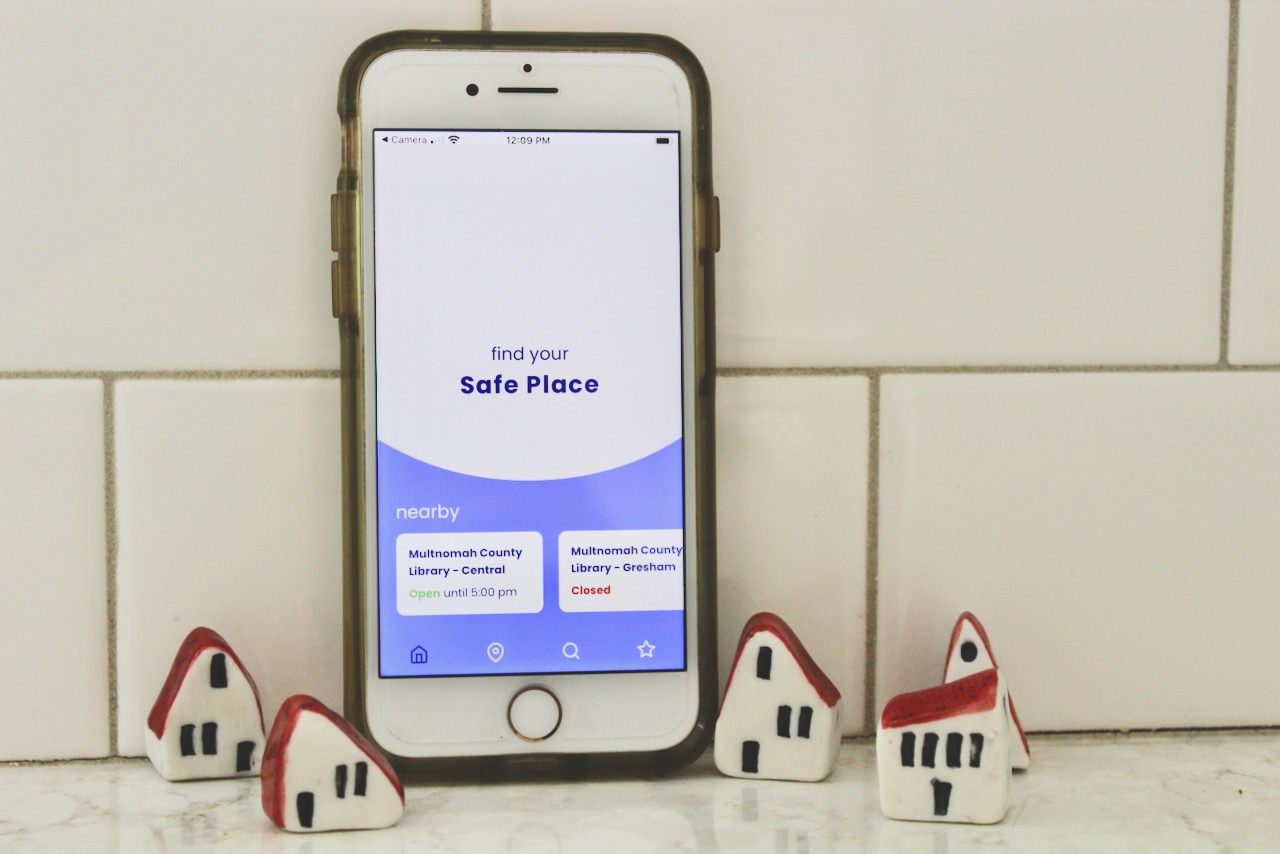 Camera
12:09 PM
find your
Safe Place
nearby
Multnomah County
Library - Central
Open until 5:00 pm
Multnomah County
Library - Gresham
Closed